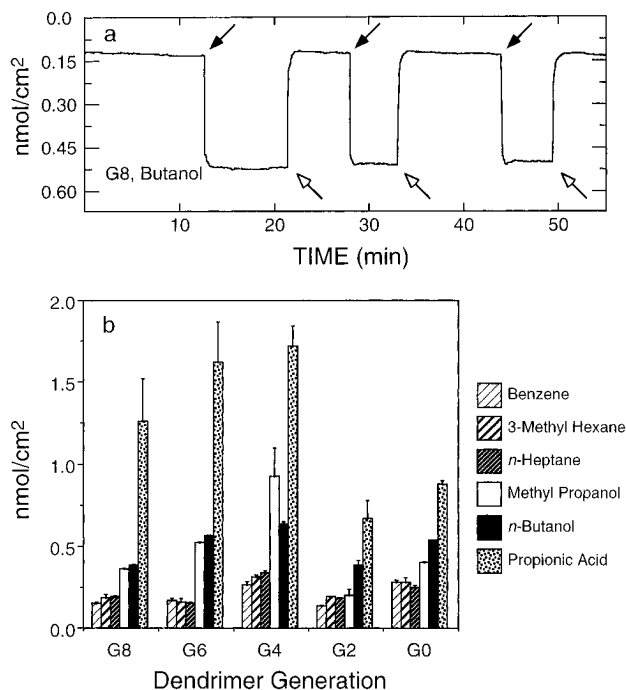 a
0.0
0.15
0.30
0.45
0.60
nmol/cm²
G8, Butanol
10
20
30
40
50
TIME (min)
b
2.0
1.5
1.0
0.5
0.0
nmol/cm²
G8
G6
G4
G2
G0
Dendrimer Generation
Benzene
3-Methyl Hexane
n-Heptane
Methyl Propanol
n-Butanol
Propionic Acid